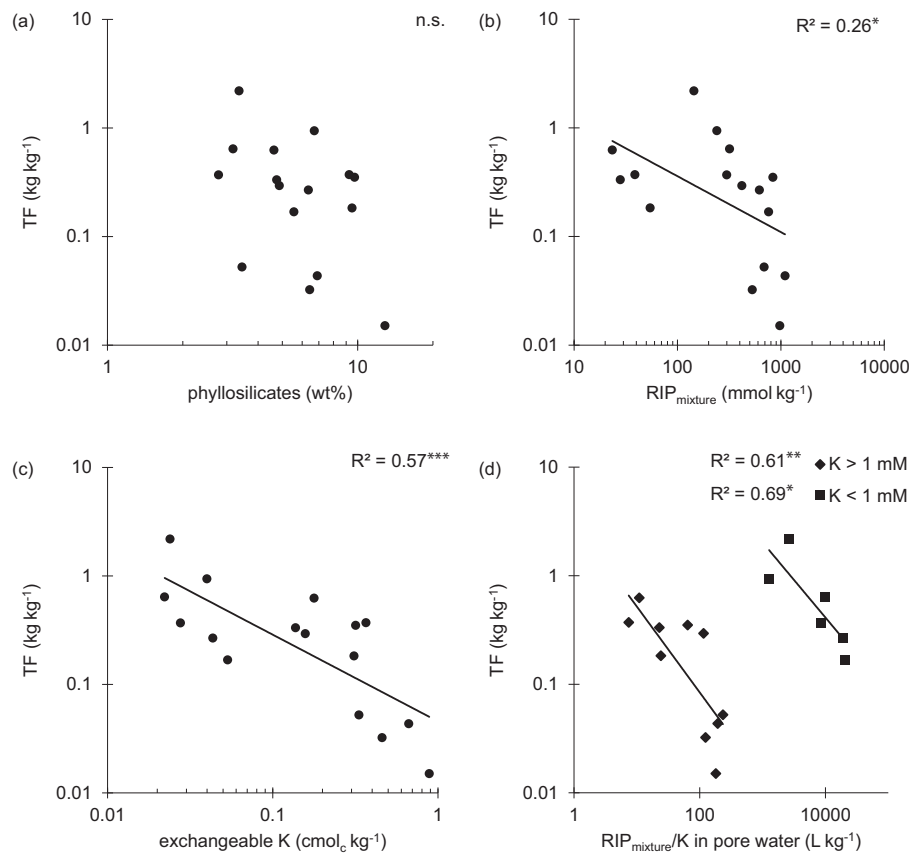 (a)
n.s.
10
1
0.1
0.01
TF (kg kg⁻¹)
1
10
phyllosilicates (wt%)
(b)
R² = 0.26*
10
1
0.1
0.01
TF (kg kg⁻¹)
10
100
1000
10000
RIPmixture (mmol kg⁻¹)
(c)
R² = 0.57***
10
1
0.1
0.01
TF (kg kg⁻¹)
0.01
0.1
1
exchangeable K (cmolc kg⁻¹)
(d)
R² = 0.61** ◆ K > 1 mM
R² = 0.69* ■ K < 1 mM
10
1
0.1
0.01
TF (kg kg⁻¹)
1
100
10000
RIPmixture/K in pore water (L kg⁻¹)